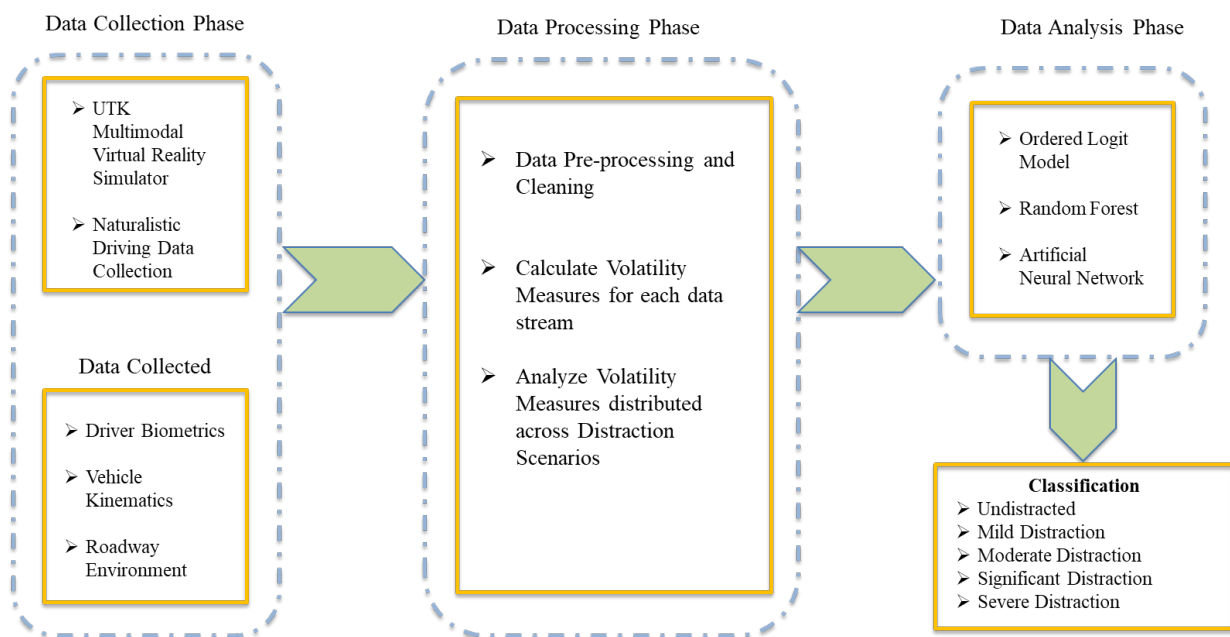 Data Collection Phase
➢ UTK
Multimodal
Virtual Reality
Simulator
➢ Naturalistic
Driving Data
Collection
Data Collected
➢ Driver Biometrics
➢ Vehicle
Kinematics
➢ Roadway
Environment
Data Processing Phase
➢ Data Pre-processing and
Cleaning
➢ Calculate Volatility
Measures for each data
stream
➢ Analyze Volatility
Measures distributed
across Distraction
Scenarios
Data Analysis Phase
➢ Ordered Logit
Model
➢ Random Forest
➢ Artificial
Neural Network
Classification
➢ Undistracted
➢ Mild Distraction
➢ Moderate Distraction
➢ Significant Distraction
➢ Severe Distraction